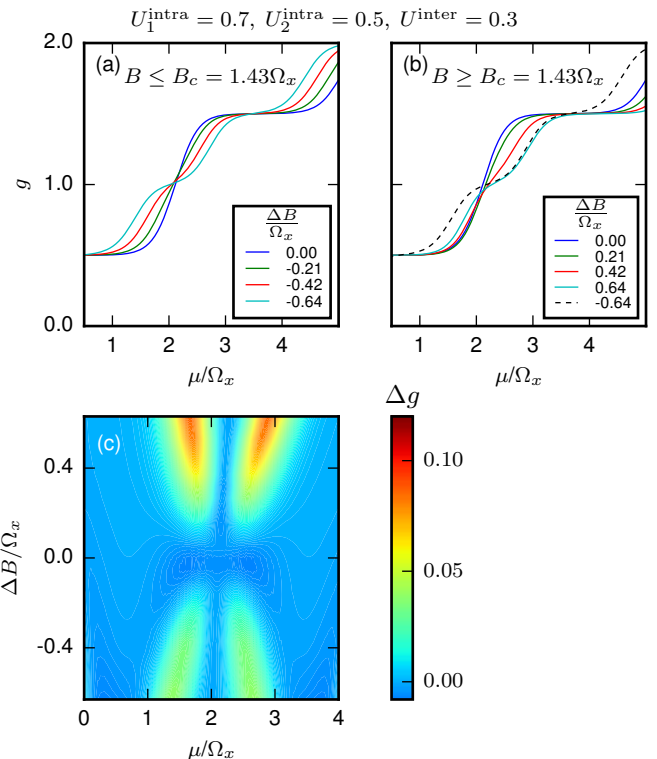 U₁^intra = 0.7, U₂^intra = 0.5, U^inter = 0.3
(a)
B ≤ B_c = 1.43Ω_x
(b)
B ≥ B_c = 1.43Ω_x
2.0
1.0
0.0
g
ΔB/Ω_x
0.00
-0.21
-0.42
-0.64
ΔB/Ω_x
0.00
0.21
0.42
0.64
-0.64
1 2 3 4
1 2 3 4
μ/Ω_x
μ/Ω_x
(c)
0.4
0.0
-0.4
ΔB/Ω_x
0 1 2 3 4
μ/Ω_x
Δg
0.10
0.05
0.00